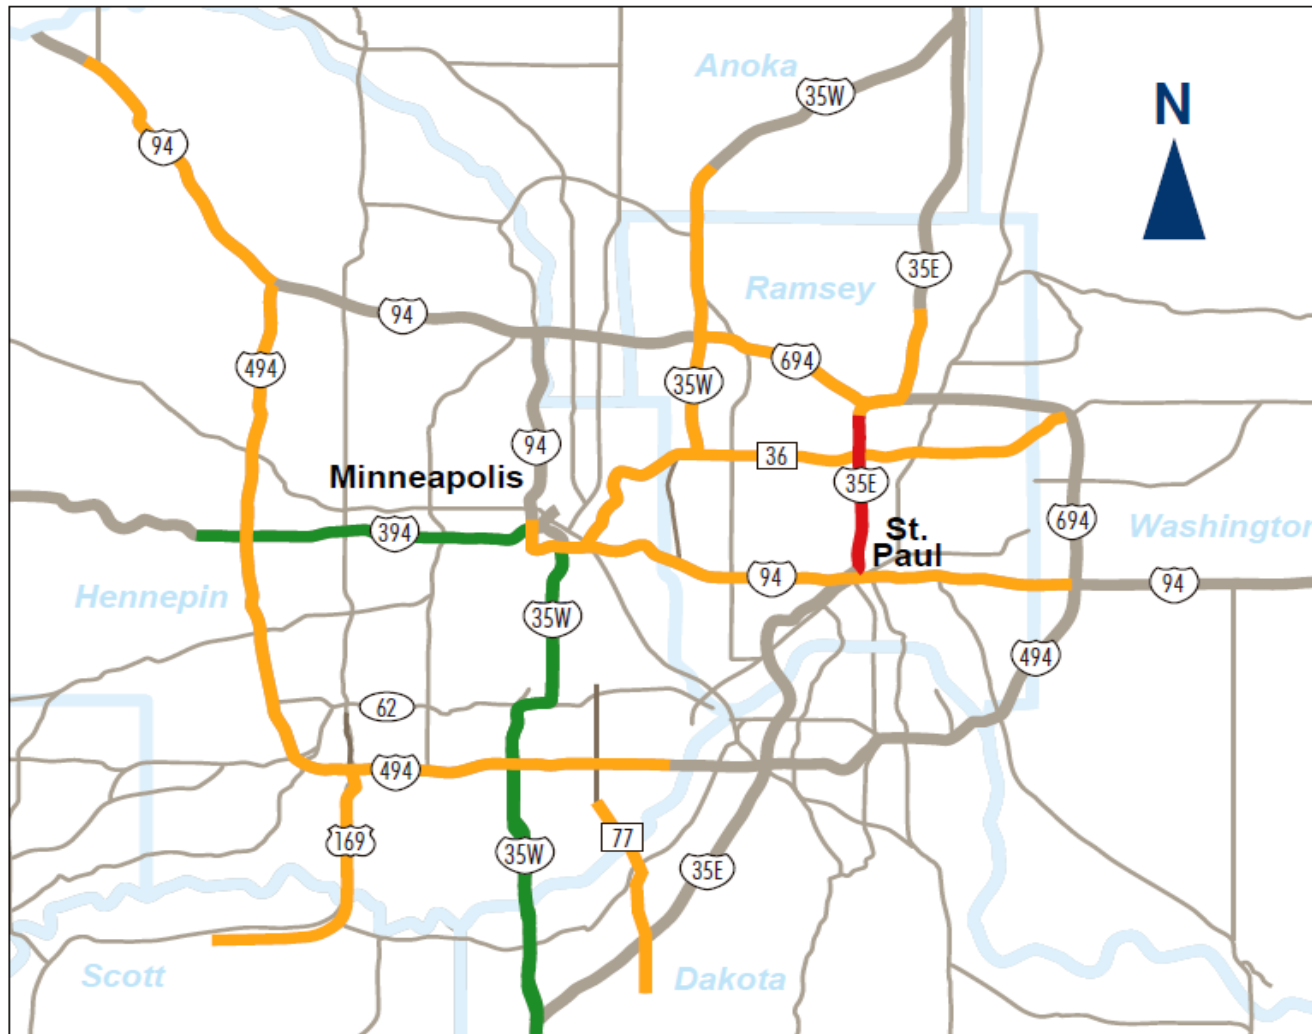 Anoka
35W
N
94
35E
Ramsey
94
694
494
35W
94
36
Minneapolis
35E
St.
Paul
694
Washington
394
94
94
Hennepin
35W
494
62
494
169
77
35W
35E
Scott
Dakota